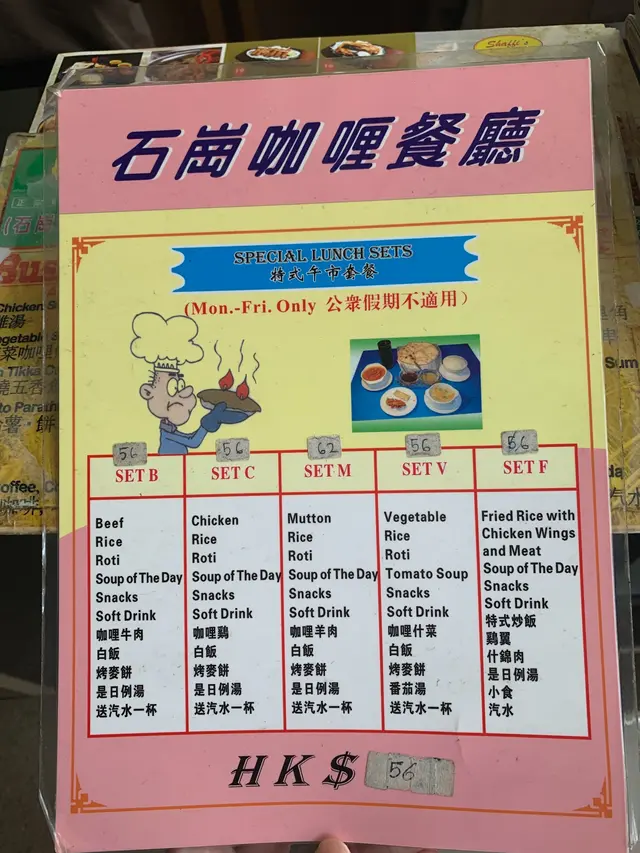 Shaffi's
石崗咖喱餐廳
SPECIAL LUNCH SETS
特式午市套餐
(Mon.-Fri. Only 公眾假期不適用)
56
SET B
Beef
Rice
Roti
Soup of The Day
Snacks
Soft Drink
咖哩牛肉
白飯
烤麥餅
是日例湯
送汽水一杯
56
SET C
Chicken
Rice
Roti
Soup of The Day
Snacks
Soft Drink
咖哩鷄
白飯
烤麥餅
是日例湯
送汽水一杯
62
SET M
Mutton
Rice
Roti
Soup of The Day
Snacks
Soft Drink
咖哩羊肉
白飯
烤麥餅
是日例湯
送汽水一杯
56
SET V
Vegetable
Rice
Roti
Tomato Soup
Snacks
Soft Drink
咖哩什菜
白飯
烤麥餅
番茄湯
送汽水一杯
56
SET F
Fried Rice with
Chicken Wings
and Meat
Soup of The Day
Snacks
Soft Drink
特式炒飯
鷄翼
什錦肉
是日例湯
小食
汽水
HK$ 56